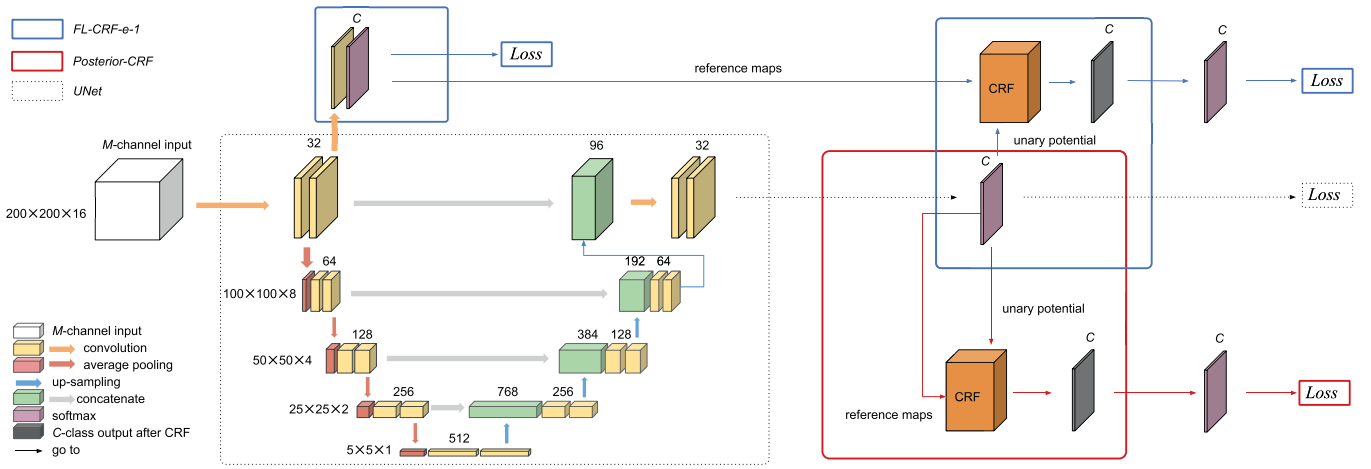 FL-CRF-e-1
Posterior-CRF
UNet
C
Loss
reference maps
CRF
C
C
Loss
unary potential
M-channel input
200×200×16
32
96
32
C
Loss
64
100×100×8
192
64
unary potential
128
50×50×4
384
128
256
25×25×2
768
256
512
5×5×1
CRF
reference maps
C
C
Loss
M-channel input
convolution
average pooling
up-sampling
concatenate
softmax
C-class output after CRF
go to